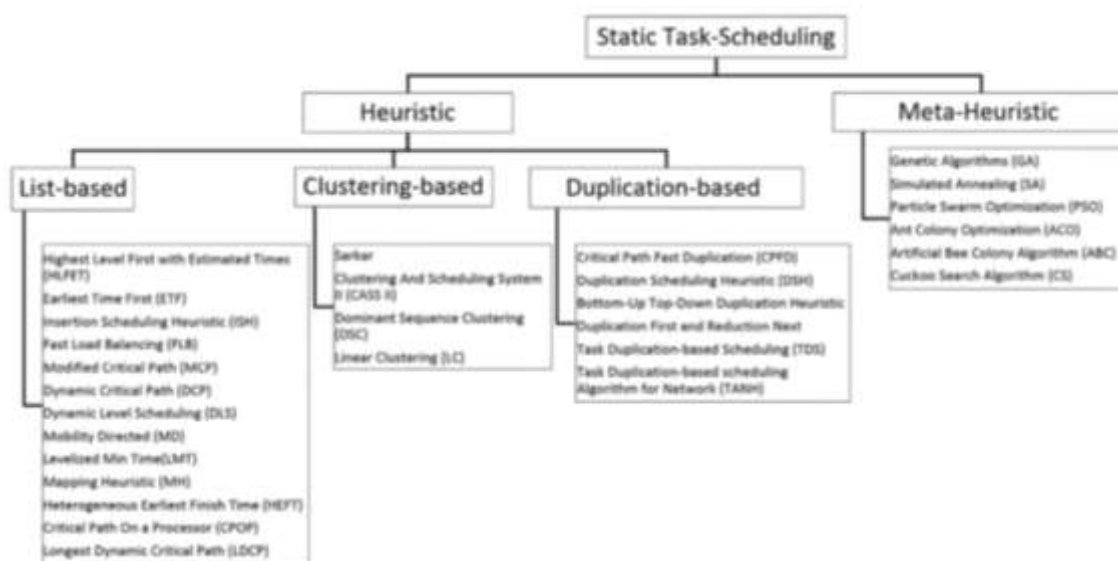 Static Task-Scheduling
Heuristic
Meta-Heuristic
List-based
Clustering-based
Duplication-based
Genetic Algorithms (GA)
Simulated Annealing (SA)
Particle Swarm Optimization (PSO)
Ant Colony Optimization (ACO)
Artificial Bee Colony Algorithm (ABC)
Cuckoo Search Algorithm (CS)
Highest Level First with Estimated Times
(HLFET)
Earliest Time First (ETF)
Insertion Scheduling Heuristic (ISH)
Fast Load Balancing (FLB)
Modified Critical Path (MCP)
Dynamic Critical Path (DCP)
Dynamic Level Scheduling (DLS)
Mobility Directed (MD)
Levelized Min Time(LMT)
Mapping Heuristic (MH)
Heterogeneous Earliest Finish Time (HEFT)
Critical Path On a Processor (CPOP)
Longest Dynamic Critical Path (LDCP)
Sarkar
Clustering And Scheduling System
II (CASS II)
Dominant Sequence Clustering
(DSC)
Linear Clustering (LC)
Critical Path Fast Duplication (CPFD)
Duplication Scheduling Heuristic (DSH)
Bottom-Up Top-Down Duplication Heuristic
Duplication First and Reduction Next
Task Duplication-based Scheduling (TDS)
Task Duplication-based scheduling
Algorithm for Network (TANH)